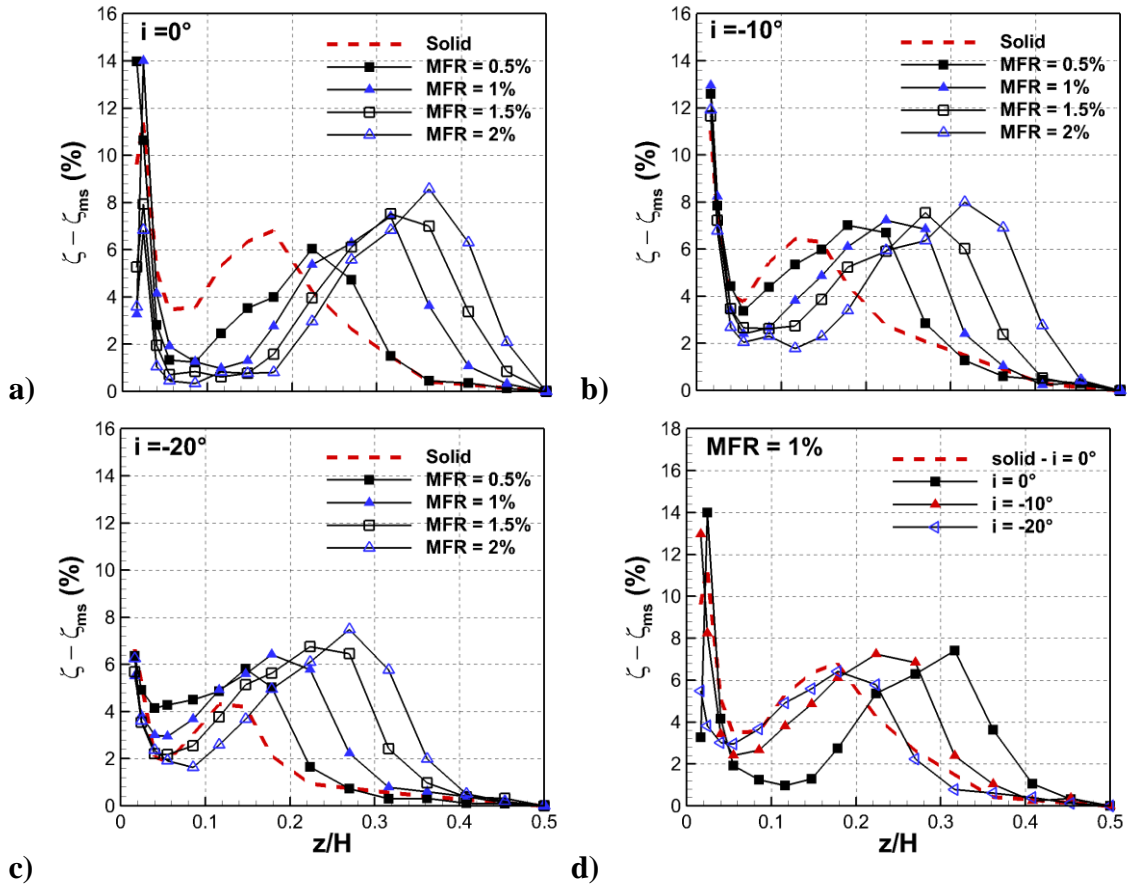 i =0°
Solid
MFR = 0.5%
MFR = 1%
MFR = 1.5%
MFR = 2%
16
14
12
10
8
6
4
2
0
ζ − ζms (%)
a)
i =-10°
Solid
MFR = 0.5%
MFR = 1%
MFR = 1.5%
MFR = 2%
16
14
12
10
8
6
4
2
0
ζ − ζms (%)
b)
i =-20°
Solid
MFR = 0.5%
MFR = 1%
MFR = 1.5%
MFR = 2%
16
14
12
10
8
6
4
2
0
ζ − ζms (%)
0 0.1 0.2 0.3 0.4 0.5
z/H
c)
MFR = 1%
solid - i = 0°
i = 0°
i = -10°
i = -20°
18
16
14
12
10
8
6
4
2
0
ζ − ζms (%)
0 0.1 0.2 0.3 0.4 0.5
z/H
d)